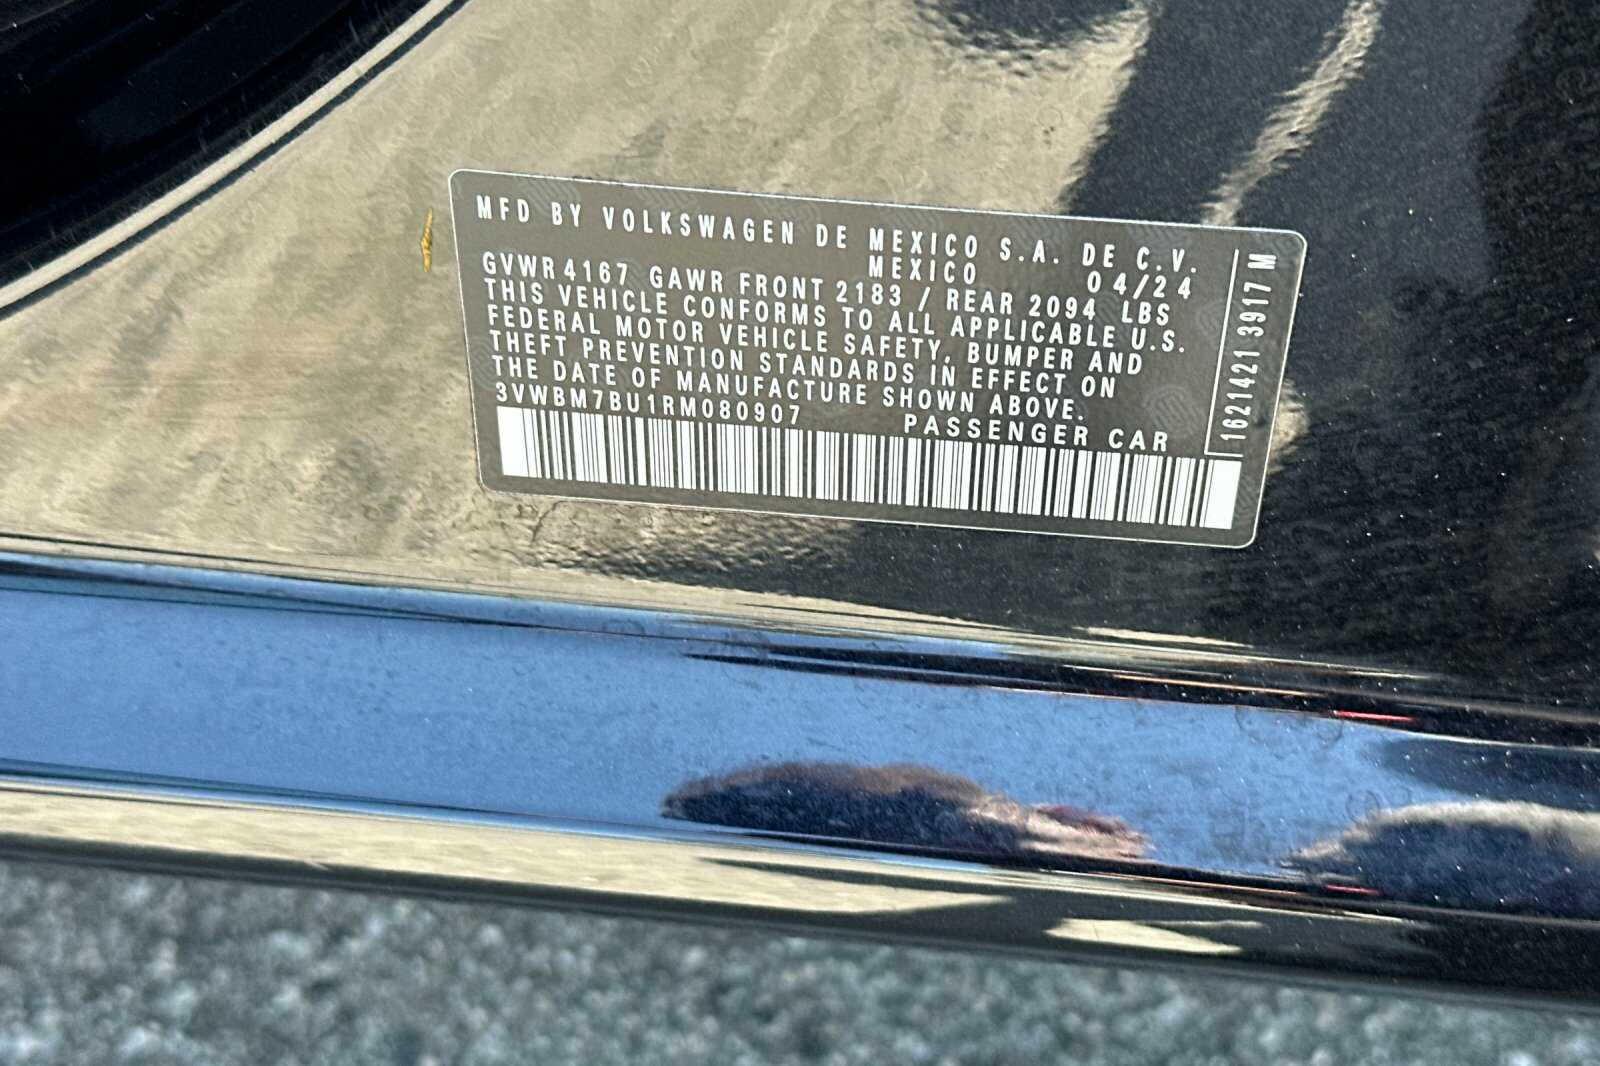 MFD BY VOLKSWAGEN DE MEXICO S.A. DE C.V.
MEXICO 04/24
GVWR 4167 GAWR FRONT 2183 / REAR 2094 LBS
THIS VEHICLE CONFORMS TO ALL APPLICABLE U.S.
FEDERAL MOTOR VEHICLE SAFETY, BUMPER AND
THEFT PREVENTION STANDARDS IN EFFECT ON
THE DATE OF MANUFACTURE SHOWN ABOVE.
3VWBM7BU1RM080907 PASSENGER CAR
1621421 3917 M